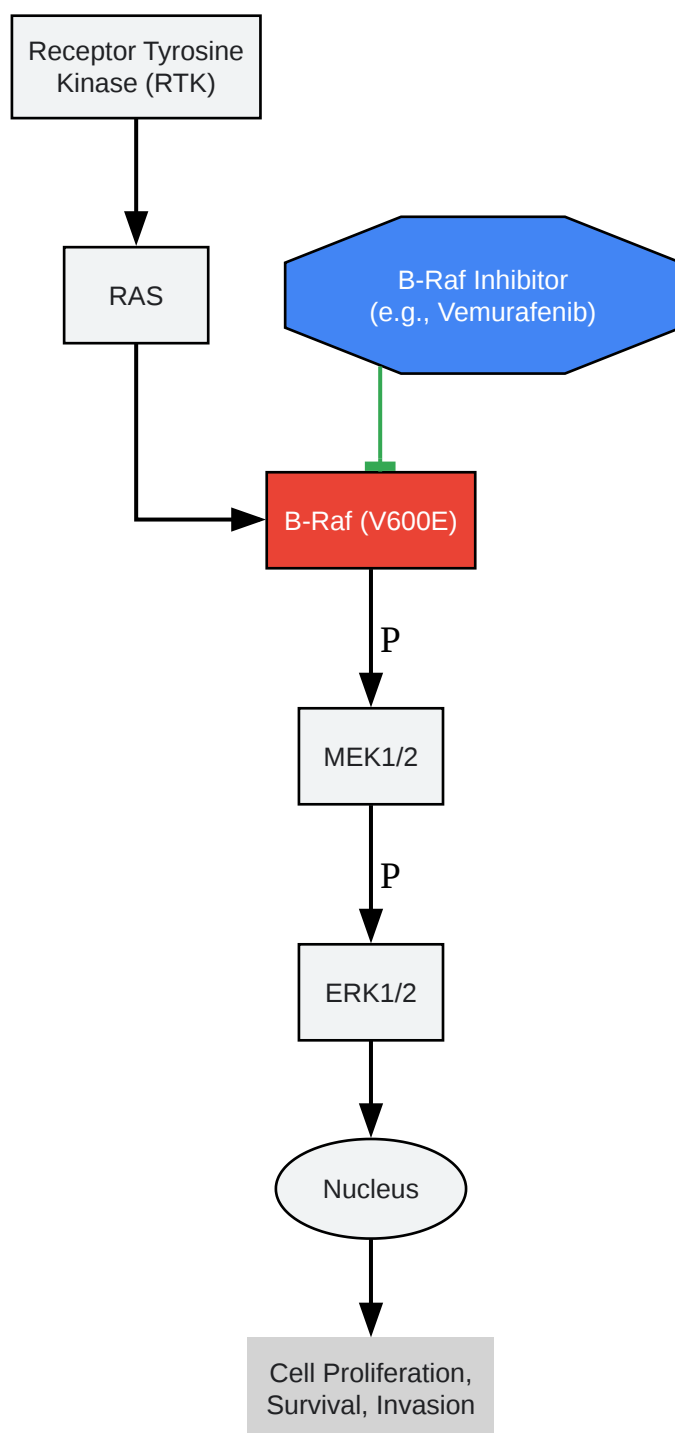 Receptor Tyrosine
Kinase (RTK)
RAS
B-Raf Inhibitor
(e.g., Vemurafenib)
B-Raf (V600E)
P
MEK1/2
P
ERK1/2
Nucleus
Cell Proliferation,
Survival, Invasion